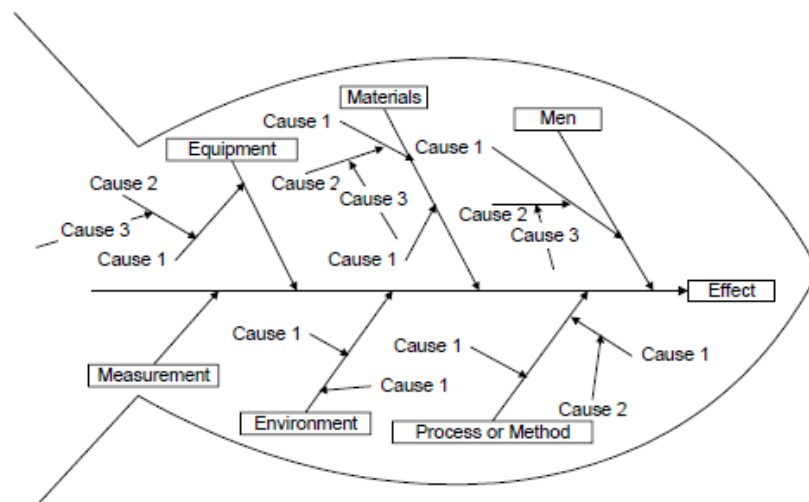 Materials
Men
Cause 1
Equipment
Cause 1
Cause 2
Cause 2
Cause 3
Cause 2
Cause 3
Cause 3
Cause 1
Cause 1
Effect
Cause 1
Cause 1
Cause 1
Measurement
Cause 1
Cause 2
Environment
Process or Method